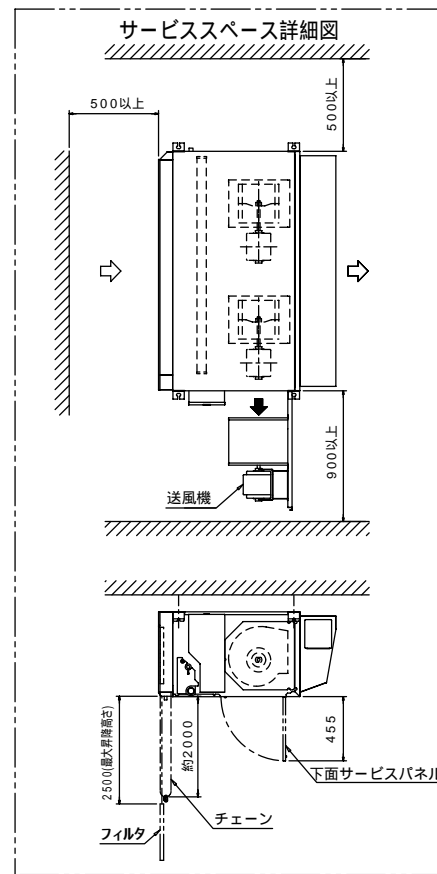 サービススペース詳細図
500以上
500以上
900以上
送風機
2500(最大昇降高さ)
約2000
455
下面サービスパネル
チェーン
フィルタ